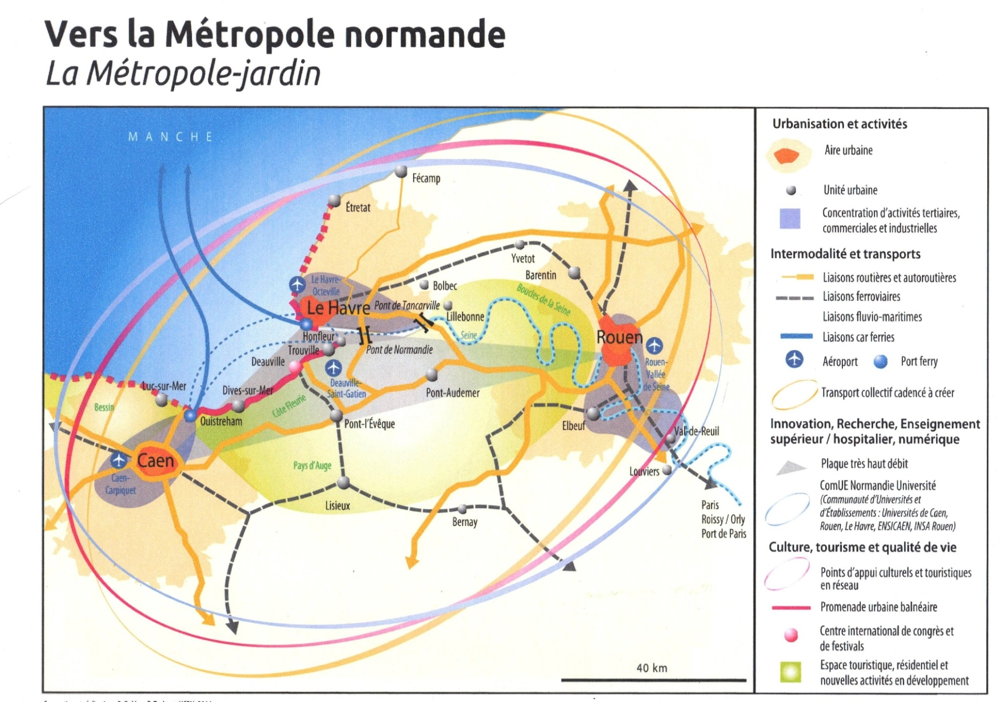 Vers la Métropole normande
La Métropole-jardin
MANCHE
Fécamp
Étretat
Yvetot
Barentin
Le Havre-
Octeville
Bolbec
Boucles de la Seine
Le Havre
Pont de Tancarville
Lillebonne
Seine
Honfleur
Rouen
Trouville
Pont de Normandie
Deauville
Rouen-
Vallée
de Seine
Deauville-
Saint-Gatien
Luc-sur-Mer
Dives-sur-Mer
Pont-Audemer
Bessin
Côte Fleurie
Ouistreham
Pont-l'Évêque
Elbeuf
Val-de-Reuil
Caen
Pays d'Auge
Louviers
Caen-
Carpiquet
Lisieux
Bernay
Paris
Roissy / Orly
Port de Paris
40 km
Urbanisation et activités
Aire urbaine
Unité urbaine
Concentration d'activités tertiaires,
commerciales et industrielles
Intermodalité et transports
Liaisons routières et autoroutières
Liaisons ferroviaires
Liaisons fluvio-maritimes
Liaisons car ferries
Aéroport
Port ferry
Transport collectif cadencé à créer
Innovation, Recherche, Enseignement
supérieur / hospitalier, numérique
Plaque très haut débit
ComUE Normandie Université
(Communauté d'Universités et
d'Établissements : Universités de Caen,
Rouen, Le Havre, ENSICAEN, INSA Rouen)
Culture, tourisme et qualité de vie
Points d'appui culturels et touristiques
en réseau
Promenade urbaine balnéaire
Centre international de congrès et
de festivals
Espace touristique, résidentiel et
nouvelles activités en développement